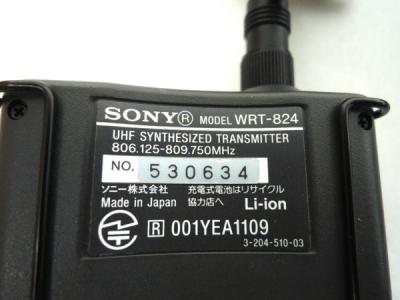 SONY® MODEL WRT-824
UHF SYNTHESIZED TRANSMITTER
806.125-809.750MHz
NO. 530634
ソニー株式会社 充電式電池はリサイクル
Made in Japan 協力店へ Li-ion
R 001YEA1109
3-204-510-03